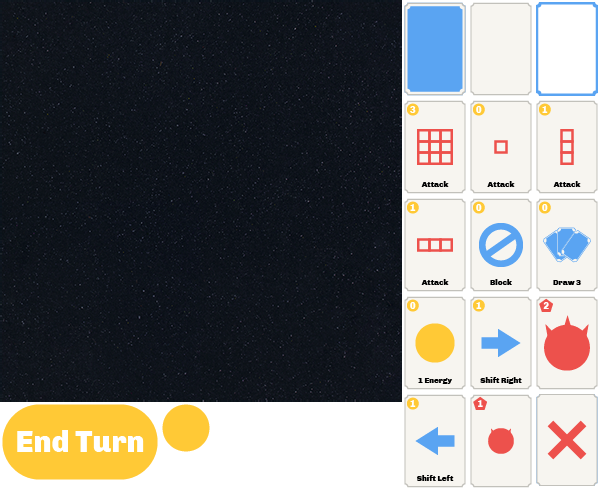 3
Attack
0
Attack
1
Attack
1
Attack
0
Block
0
Draw 3
0
1 Energy
1
Shift Right
2
1
Shift Left
1
End Turn